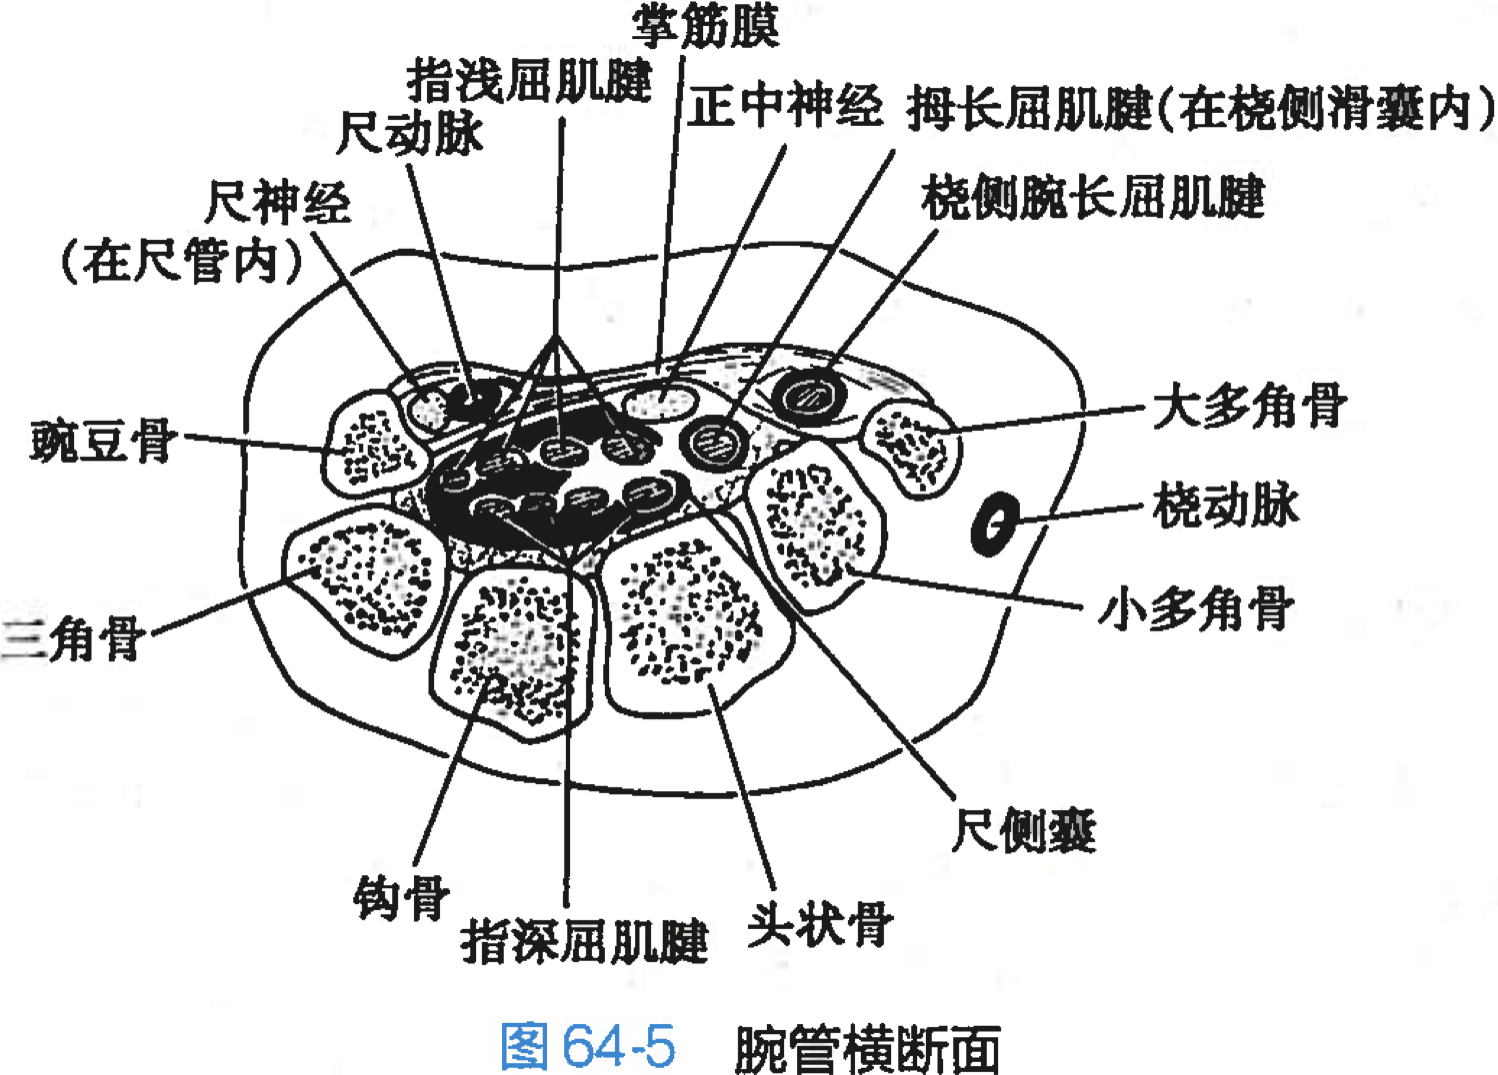 掌筋膜
指浅屈肌腱
正中神经
拇长屈肌腱(在桡侧滑囊内)
尺动脉
桡侧腕长屈肌腱
尺神经
(在尺管内)
大多角骨
豌豆骨
桡动脉
小多角骨
三角骨
尺侧囊
钩骨
指深屈肌腱
头状骨
图 64-5 腕管横断面